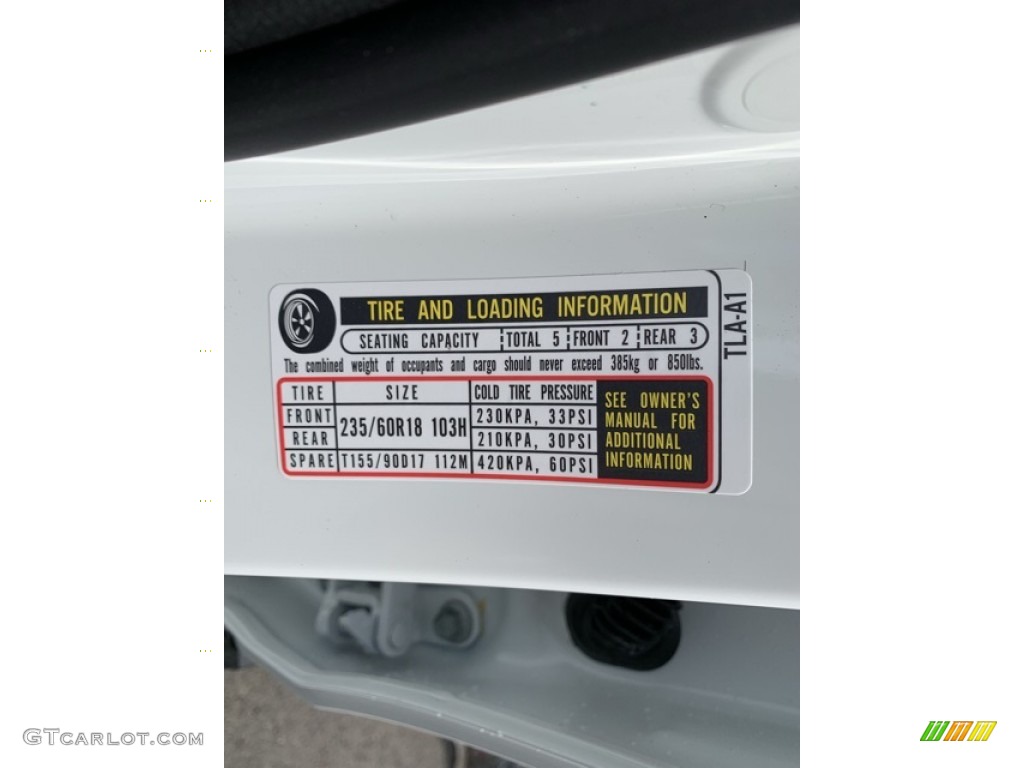 TIRE AND LOADING INFORMATION
SEATING CAPACITY TOTAL 5 FRONT 2 REAR 3
The combined weight of occupants and cargo should never exceed 385kg or 850lbs.
TIRE SIZE COLD TIRE PRESSURE
FRONT 235/60R18 103H 230KPA, 33PSI
REAR 210KPA, 30PSI
SPARE T155/90D17 112M 420KPA, 60PSI
SEE OWNER'S
MANUAL FOR
ADDITIONAL
INFORMATION
TLA-A1
GTCARLOT.COM